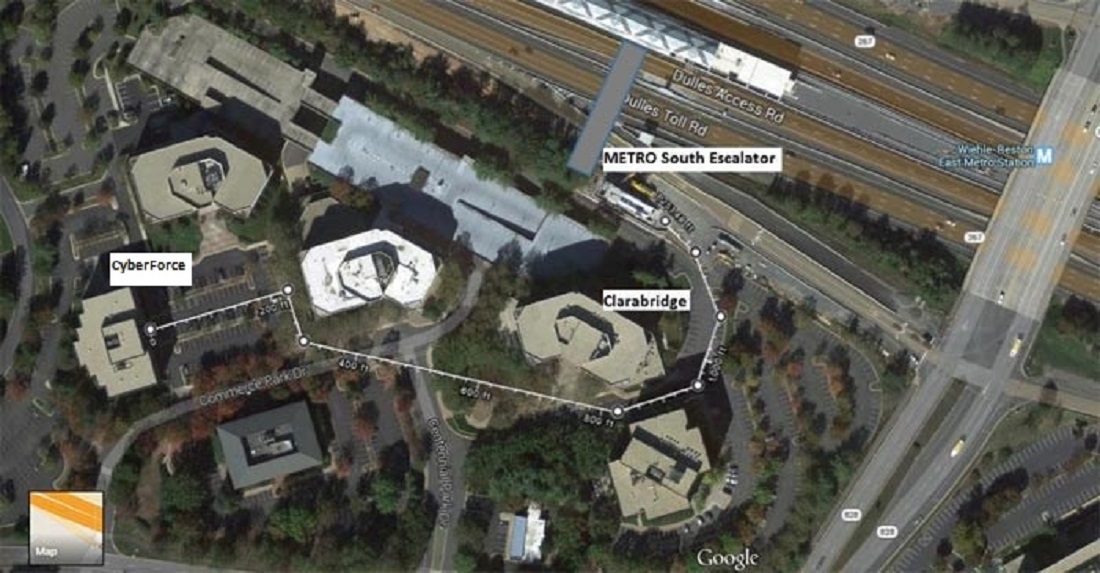 267
Dulles Access Rd
Dulles Toll Rd
METRO South Escalator
Wiehle-Reston
East Metro Station
M
267
CyberForce
Clarabridge
200 ft
400 ft
600 ft
800 ft
1000 ft
Commerce Park Dr
828
828
Map
Google